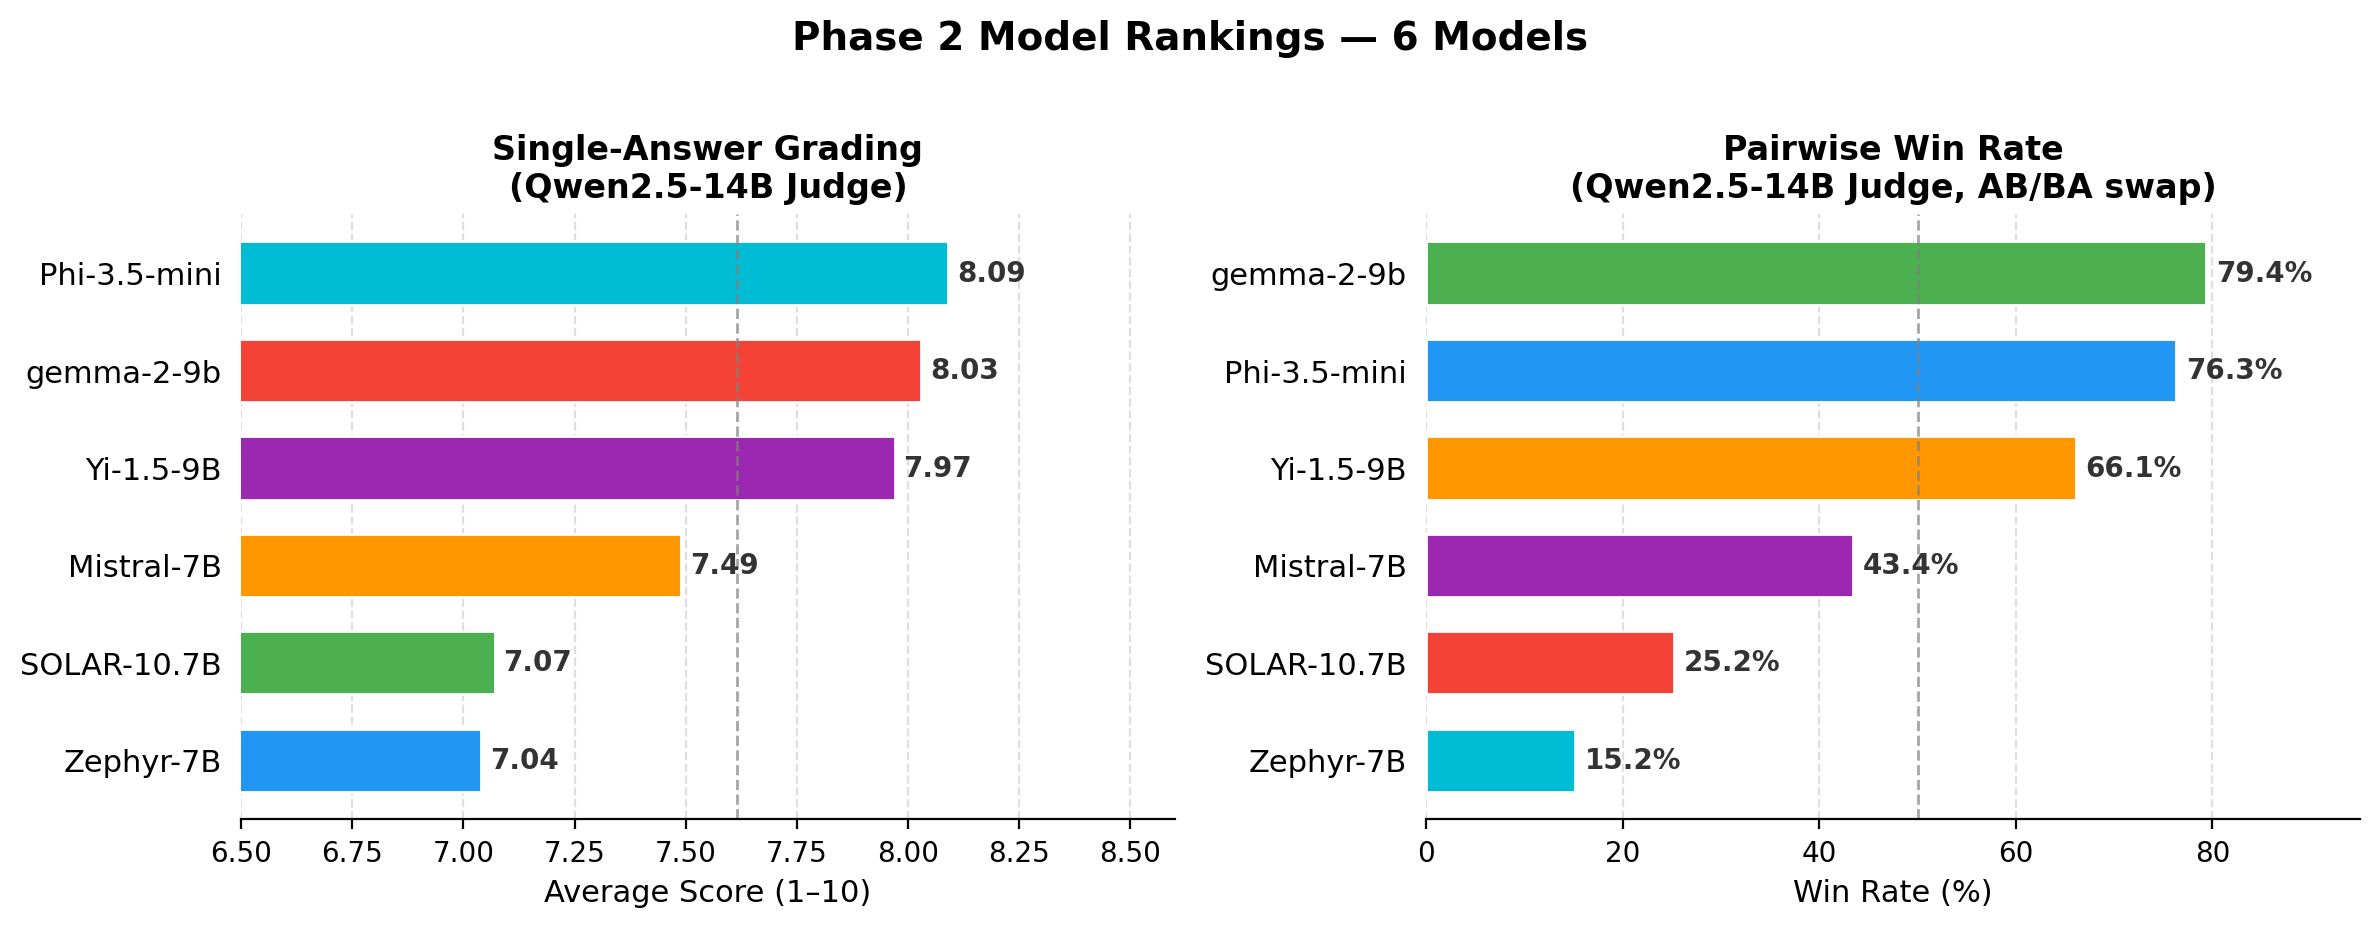 Phase 2 Model Rankings — 6 Models
Single-Answer Grading
(Qwen2.5-14B Judge)
Phi-3.5-mini
8.09
gemma-2-9b
8.03
Yi-1.5-9B
7.97
Mistral-7B
7.49
SOLAR-10.7B
7.07
Zephyr-7B
7.04
6.50 6.75 7.00 7.25 7.50 7.75 8.00 8.25 8.50
Average Score (1–10)
Pairwise Win Rate
(Qwen2.5-14B Judge, AB/BA swap)
gemma-2-9b
79.4%
Phi-3.5-mini
76.3%
Yi-1.5-9B
66.1%
Mistral-7B
43.4%
SOLAR-10.7B
25.2%
Zephyr-7B
15.2%
0 20 40 60 80
Win Rate (%)